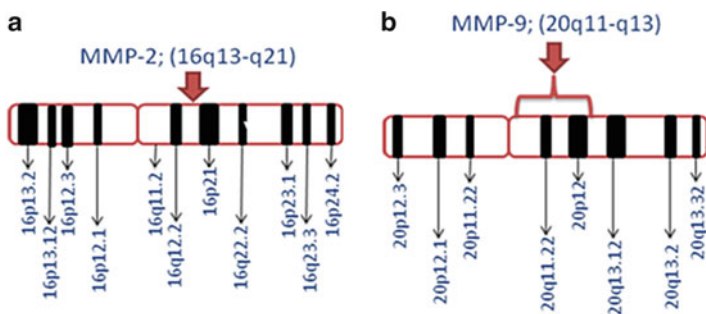 a
MMP-2; (16q13-q21)
16p13.2
16p13.12
16p12.3
16p12.1
16q11.2
16q12.2
16p21
16q22.2
16p23.1
16q23.3
16p24.2
b
MMP-9; (20q11-q13)
20p12.3
20p12.1
20p11.22
20q11.22
20p12
20q13.12
20q13.2
20q13.32